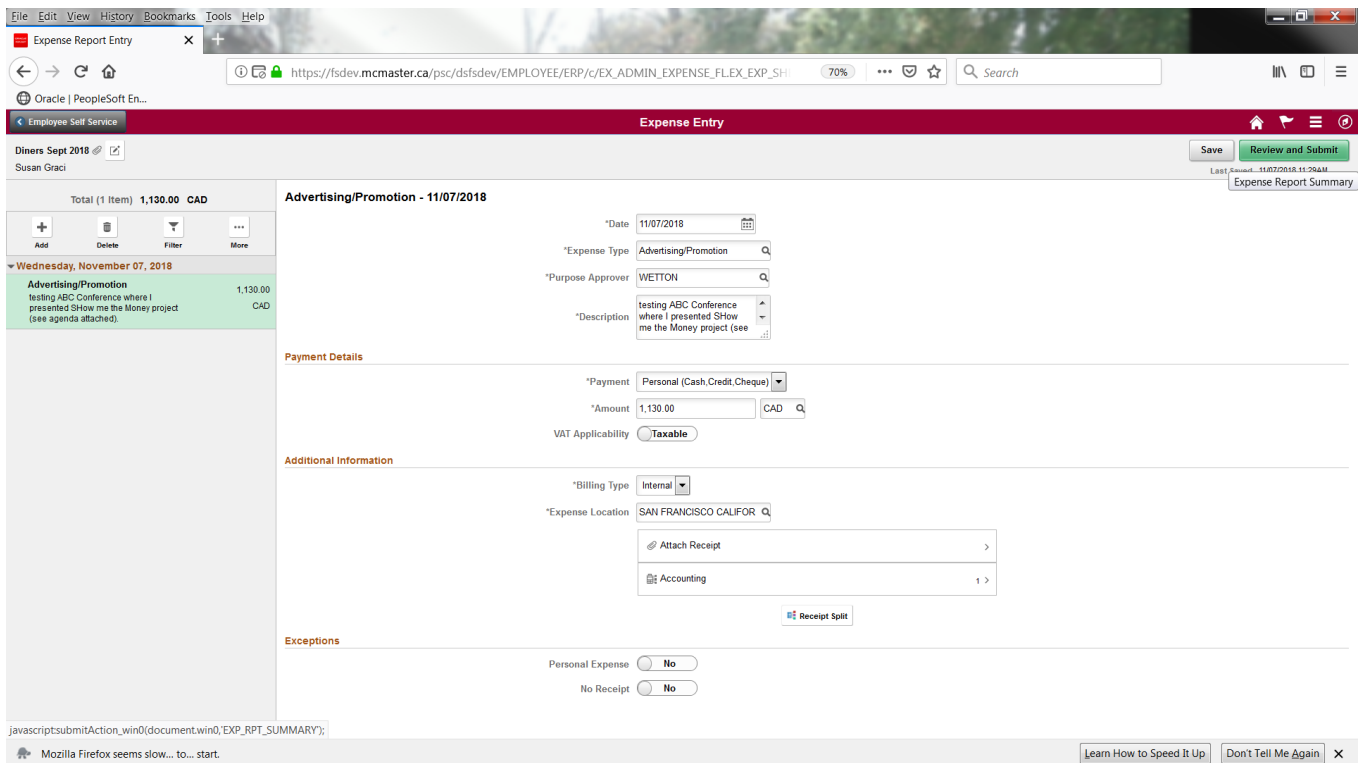 File Edit View History Bookmarks Tools Help
Expense Report Entry
https://fsdev.mcmaster.ca/psc/dsfsdev/EMPLOYEE/ERP/c/EX_ADMIN_EXPENSE_FLEX_EXP_SH
70%
Search
Oracle | PeopleSoft En...
Employee Self Service
Expense Entry
Diners Sept 2018
Save
Review and Submit
Susan Graci
Last Saved 11/07/2018 11:29AM
Expense Report Summary
Total (1 Item) 1,130.00 CAD
Advertising/Promotion - 11/07/2018
Add Delete Filter More
Wednesday, November 07, 2018
Advertising/Promotion 1,130.00
testing ABC Conference where I
presented SHow me the Money project CAD
(see agenda attached).
*Date 11/07/2018
*Expense Type Advertising/Promotion
*Purpose Approver WETTON
*Description
testing ABC Conference
where I presented SHow
me the Money project (see
Payment Details
*Payment Personal (Cash,Credit,Cheque)
*Amount 1,130.00 CAD
VAT Applicability Taxable
Additional Information
*Billing Type Internal
*Expense Location SAN FRANCISCO CALIFOR
Attach Receipt
Accounting 1
Receipt Split
Exceptions
Personal Expense No
No Receipt No
javascript:submitAction_win0(document.win0,'EXP_RPT_SUMMARY');
Mozilla Firefox seems slow... to... start.
Learn How to Speed It Up
Don't Tell Me Again